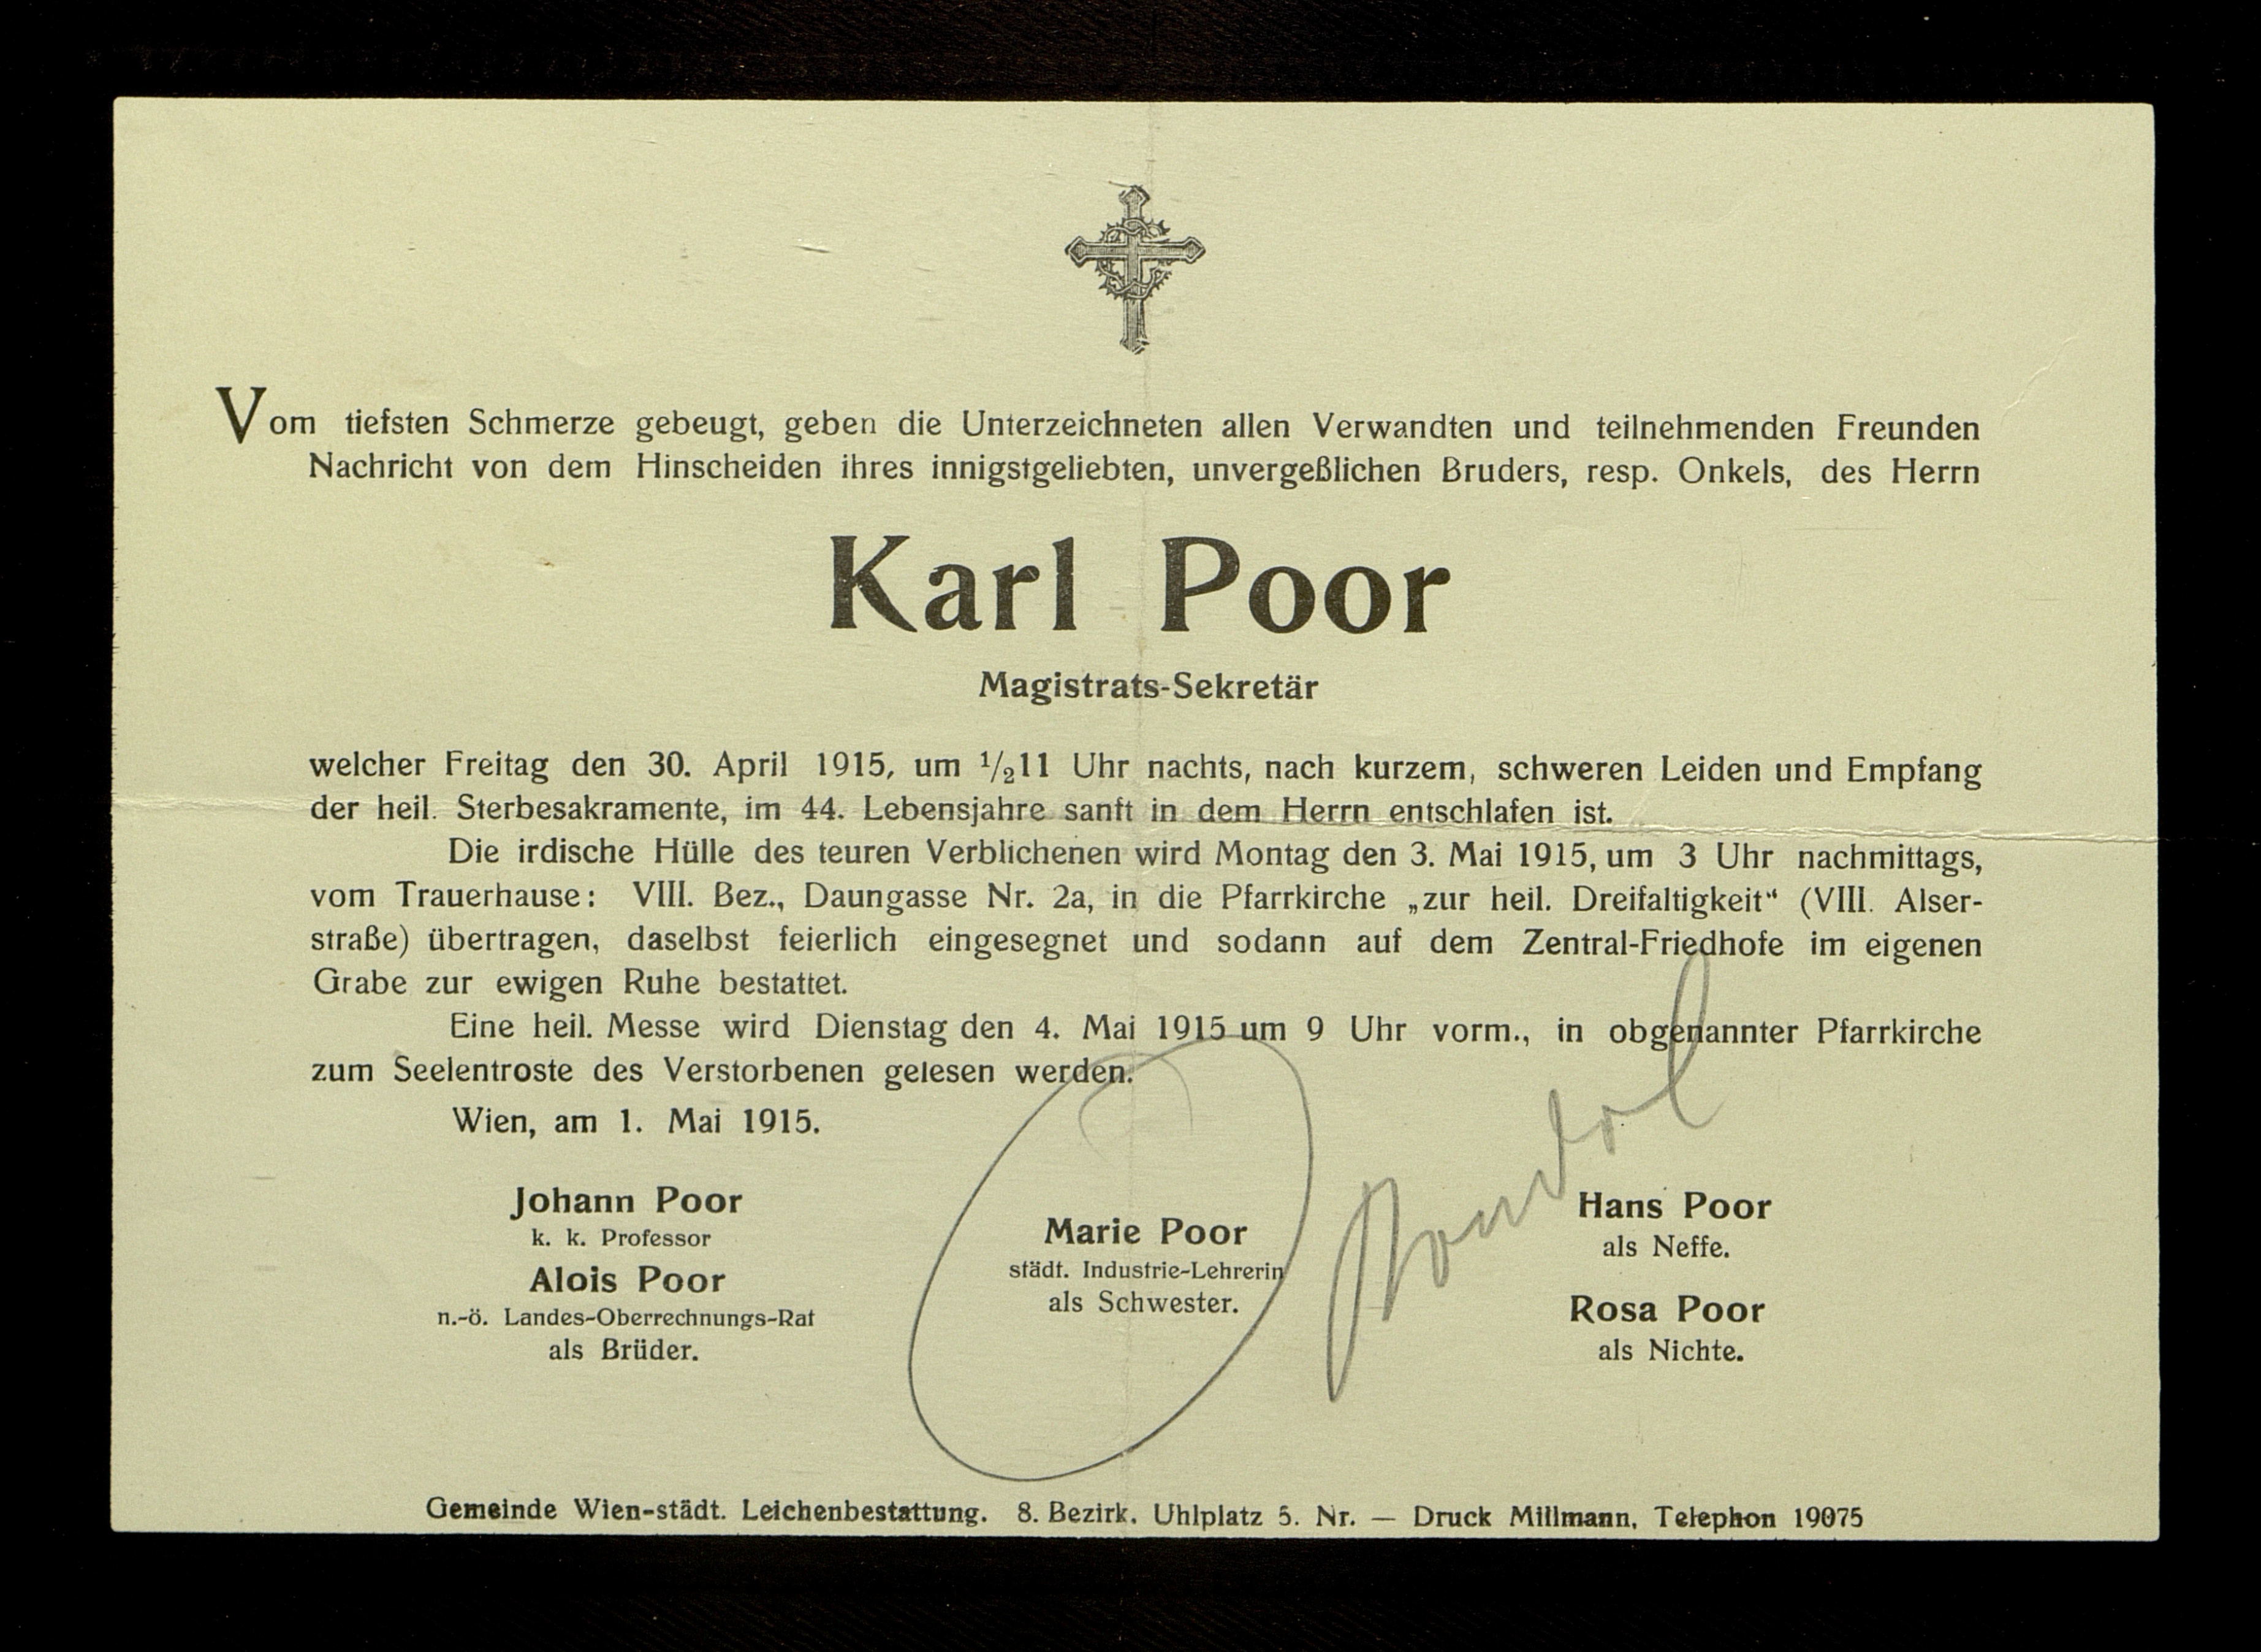 Vom tiefsten Schmerze gebeugt, geben die Unterzeichneten allen Verwandten und teilnehmenden Freunden
Nachricht von dem Hinscheiden ihres innigstgeliebten, unvergeßlichen Bruders, resp. Onkels, des Herrn
Karl Poor
Magistrats-Sekretär
welcher Freitag den 30. April 1915, um 1/211 Uhr nachts, nach kurzem, schweren Leiden und Empfang
der heil. Sterbesakramente, im 44. Lebensjahre sanft in dem Herrn entschlafen ist.
Die irdische Hülle des teuren Verblichenen wird Montag den 3. Mai 1915, um 3 Uhr nachmittags,
vom Trauerhause: VIII. Bez., Daungasse Nr. 2a, in die Pfarrkirche „zur heil. Dreifaltigkeit“ (VIII. Alser-
straße) übertragen, daselbst feierlich eingesegnet und sodann auf dem Zentral-Friedhofe im eigenen
Grabe zur ewigen Ruhe bestattet.
Eine heil. Messe wird Dienstag den 4. Mai 1915 um 9 Uhr vorm., in obgenannter Pfarrkirche
zum Seelentroste des Verstorbenen gelesen werden.
Wien, am 1. Mai 1915.
Johann Poor
k. k. Professor
Alois Poor
n.-ö. Landes-Oberrechnungs-Rat
als Brüder.
Marie Poor
städt. Industrie-Lehrerin
als Schwester.
Hans Poor
als Neffe.
Rosa Poor
als Nichte.
Gemeinde Wien-städt. Leichenbestattung. 8. Bezirk. Uhlplatz 5. Nr. — Druck Millmann, Telephon 19075